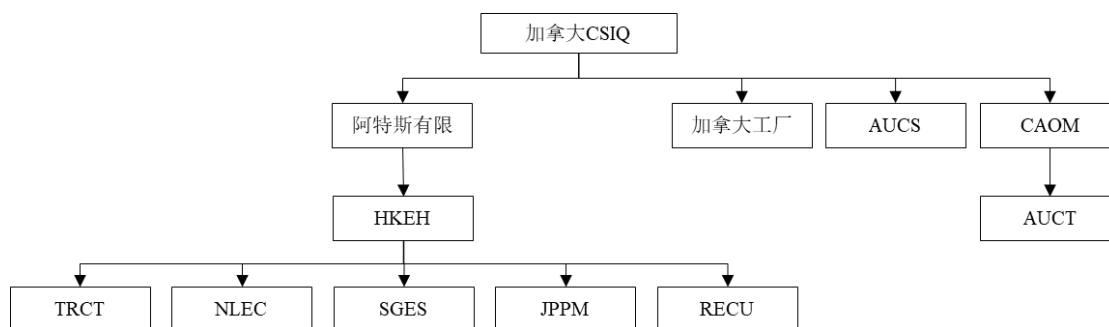 加拿大CSIQ
阿特斯有限
加拿大工厂
AUCS
CAOM
HKEH
AUCT
TRCT
NLEC
SGES
JPPM
RECU